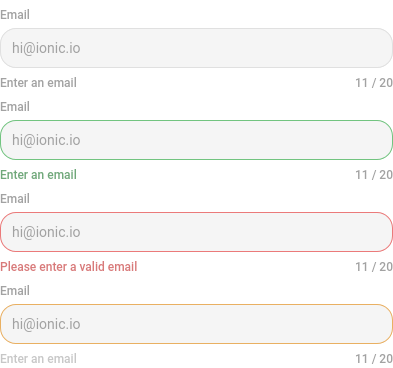 Email
hi@ionic.io
Enter an email 11 / 20
Email
hi@ionic.io
Enter an email 11 / 20
Email
hi@ionic.io
Please enter a valid email 11 / 20
Email
hi@ionic.io
Enter an email 11 / 20